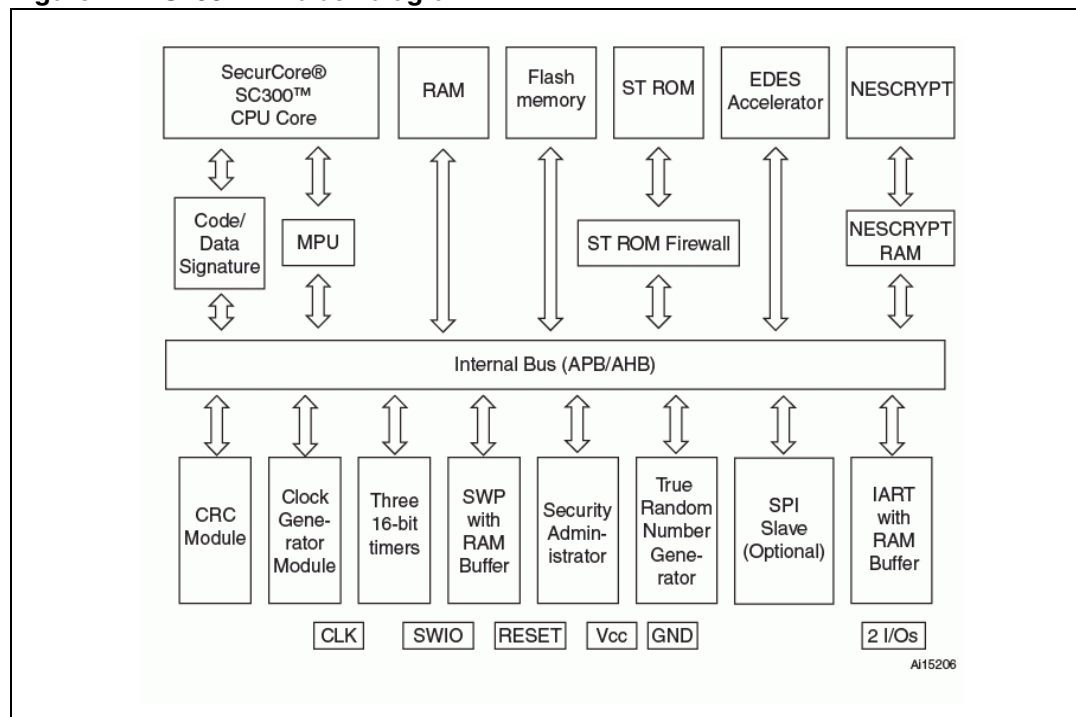 SecurCore®
SC300™
CPU Core
RAM
Flash
memory
ST ROM
EDES
Accelerator
NESCRYPT
Code/
Data
Signature
MPU
ST ROM Firewall
NESCRYPT
RAM
Internal Bus (APB/AHB)
CRC
Module
Clock
Gene-
rator
Module
Three
16-bit
timers
SWP
with
RAM
Buffer
Security
Admin-
istrator
True
Random
Number
Gene-
rator
SPI
Slave
(Optional)
IART
with
RAM
Buffer
CLK
SWIO
RESET
Vcc
GND
2 I/Os
Ai15206